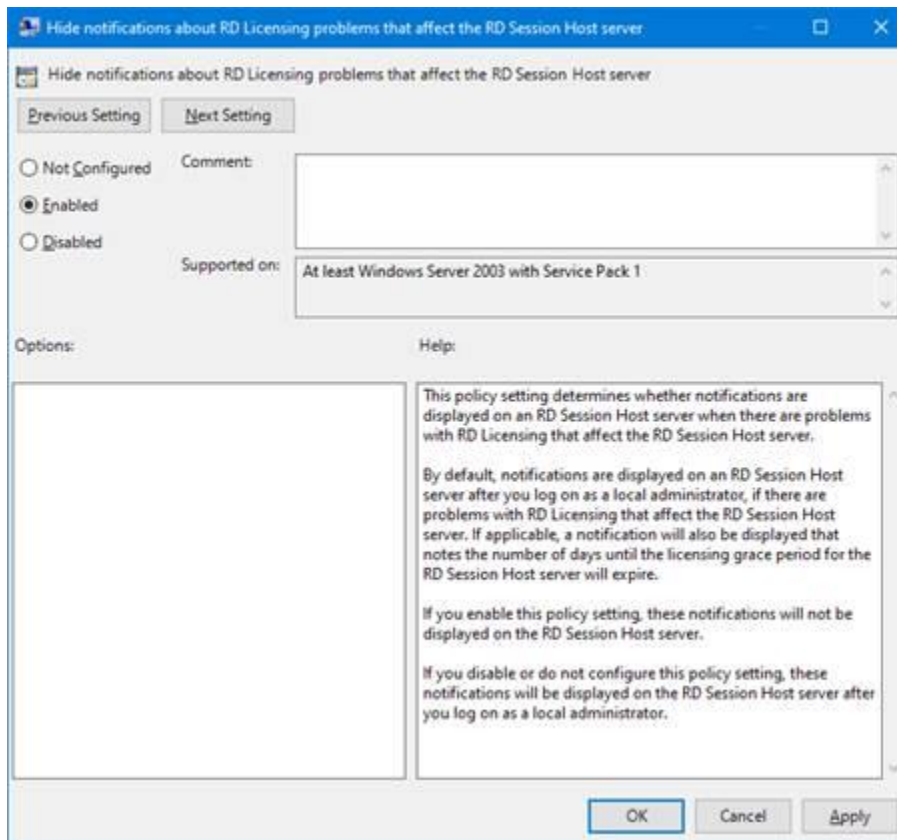 Hide notifications about RD Licensing problems that affect the RD Session Host server
Hide notifications about RD Licensing problems that affect the RD Session Host server
Previous Setting
Next Setting
Not Configured
Comment:
Enabled
Disabled
Supported on:
At least Windows Server 2003 with Service Pack 1
Options:
Help:
This policy setting determines whether notifications are
displayed on an RD Session Host server when there are problems
with RD Licensing that affect the RD Session Host server.
By default, notifications are displayed on an RD Session Host
server after you log on as a local administrator, if there are
problems with RD Licensing that affect the RD Session Host
server. If applicable, a notification will also be displayed that
notes the number of days until the licensing grace period for the
RD Session Host server will expire.
If you enable this policy setting, these notifications will not be
displayed on the RD Session Host server.
If you disable or do not configure this policy setting, these
notifications will be displayed on the RD Session Host server after
you log on as a local administrator.
OK
Cancel
Apply